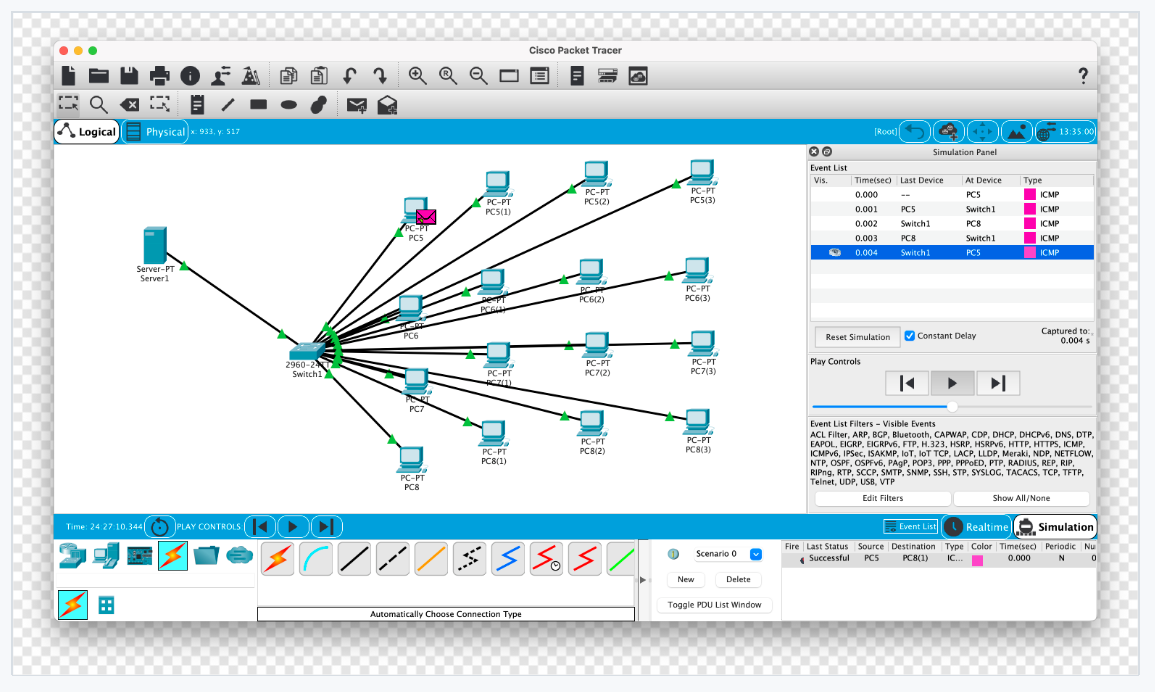 Cisco Packet Tracer
?
Logical
Physical
x: 933, y: 517
[Root]
13:35:00
Simulation Panel
Event List
Vis. Time(sec) Last Device At Device Type
0.000 -- PC5 ICMP
0.001 PC5 Switch1 ICMP
0.002 Switch1 PC8 ICMP
0.003 PC8 Switch1 ICMP
0.004 Switch1 PC5 ICMP
Reset Simulation
Constant Delay
Captured to:
0.004 s
Play Controls
Event List Filters - Visible Events
ACL Filter, ARP, BGP, Bluetooth, CAPWAP, CDP, DHCP, DHCPv6, DNS, DTP,
EAPOL, EIGRP, EIGRPv6, FTP, H.323, HSRP, HSRPv6, HTTP, HTTPS, ICMP,
ICMPv6, IPSec, ISAKMP, IoT, IoT TCP, LACP, LLDP, Meraki, NDP, NETFLOW,
NTP, OSPF, OSPFv6, PAgP, POP3, PPP, PPPoED, PTP, RADIUS, REP, RIP,
RIPng, RTP, SCCP, SMTP, SNMP, SSH, STP, SYSLOG, TACACS, TCP, TFTP,
Telnet, UDP, USB, VTP
Edit Filters
Show All/None
PC-PT
PC5
PC-PT
PC5(1)
PC-PT
PC5(2)
PC-PT
PC5(3)
Server-PT
Server1
PC-PT
PC6
PC-PT
PC6(1)
PC-PT
PC6(2)
PC-PT
PC6(3)
2960-24TT
Switch1
PC-PT
PC7
PC-PT
PC7(1)
PC-PT
PC7(2)
PC-PT
PC7(3)
PC-PT
PC8
PC-PT
PC8(1)
PC-PT
PC8(2)
PC-PT
PC8(3)
Time: 24:27:10.344
PLAY CONTROLS
Event List
Realtime
Simulation
Automatically Choose Connection Type
Scenario 0
New
Delete
Toggle PDU List Window
Fire Last Status Source Destination Type Color Time(sec) Periodic Nu
Successful PC5 PC8(1) IC... 0.000 N 0